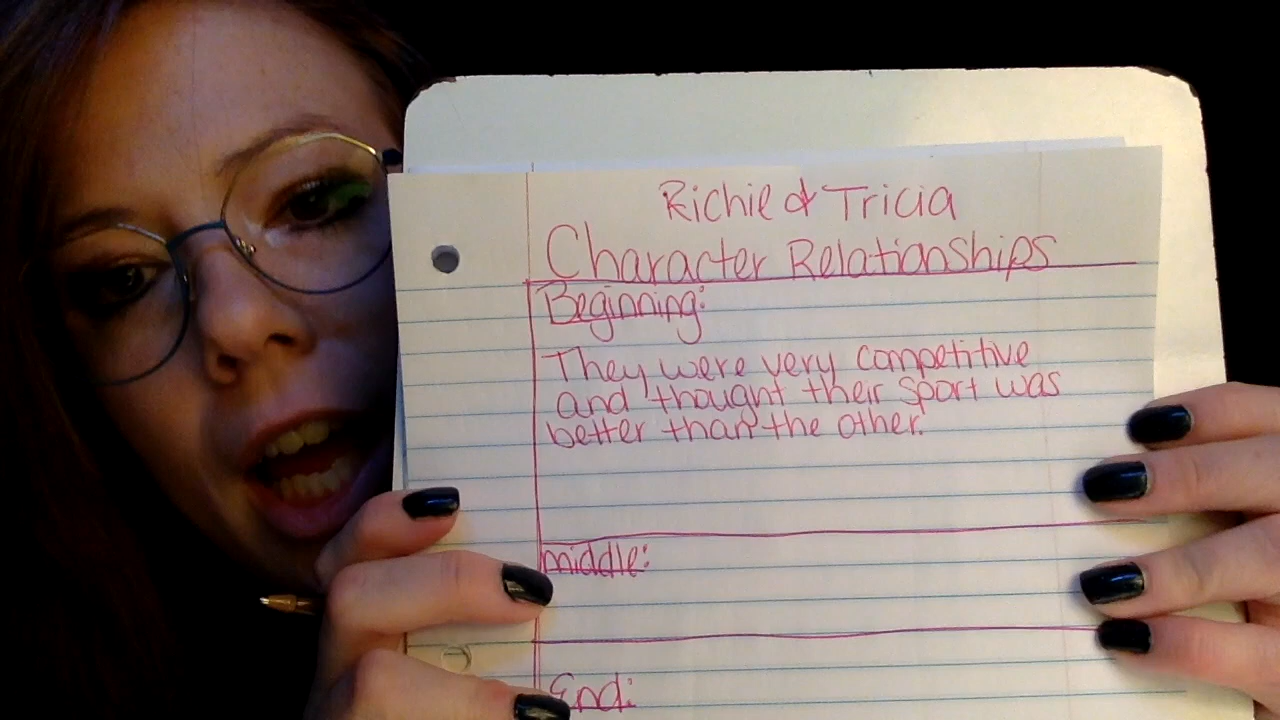 Richie & Tricia
Character Relationships
Beginning:
They were very competitive
and thought their sport was
better than the other.
middle:
End: